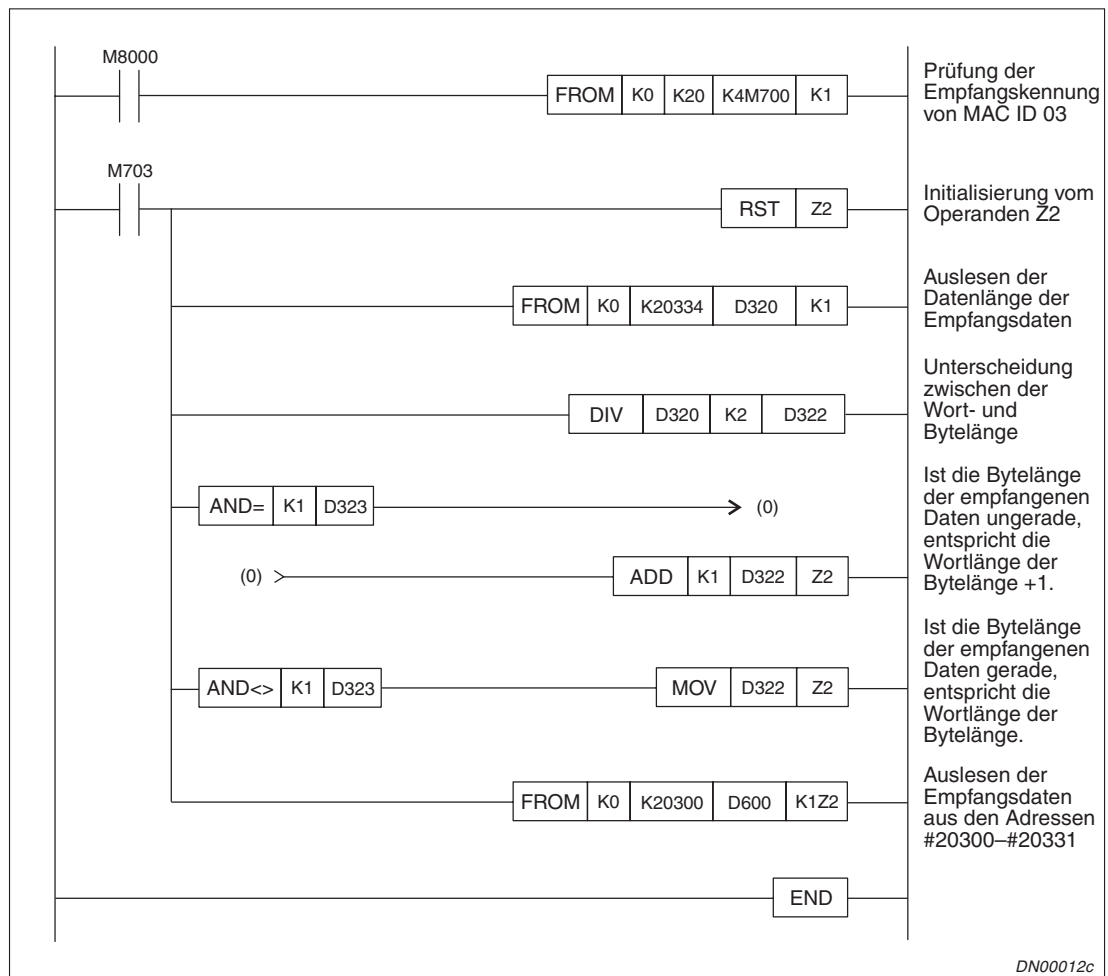 M8000
FROM K0 K20 K4M700 K1
Prüfung der
Empfangskennung
von MAC ID 03
M703
RST Z2
Initialisierung vom
Operanden Z2
FROM K0 K20334 D320 K1
Auslesen der
Datenlänge der
Empfangsdaten
DIV D320 K2 D322
Unterscheidung
zwischen der
Wort- und
Bytelänge
AND= K1 D323 (0)
(0) ADD K1 D322 Z2
Ist die Bytelänge
der empfangenen
Daten ungerade,
entspricht die
Wortlänge der
Bytelänge +1.
AND<> K1 D323 MOV D322 Z2
Ist die Bytelänge
der empfangenen
Daten gerade,
entspricht die
Wortlänge der
Bytelänge.
FROM K0 K20300 D600 K1Z2
Auslesen der
Empfangsdaten
aus den Adressen
#20300–#20331
END
DN00012c